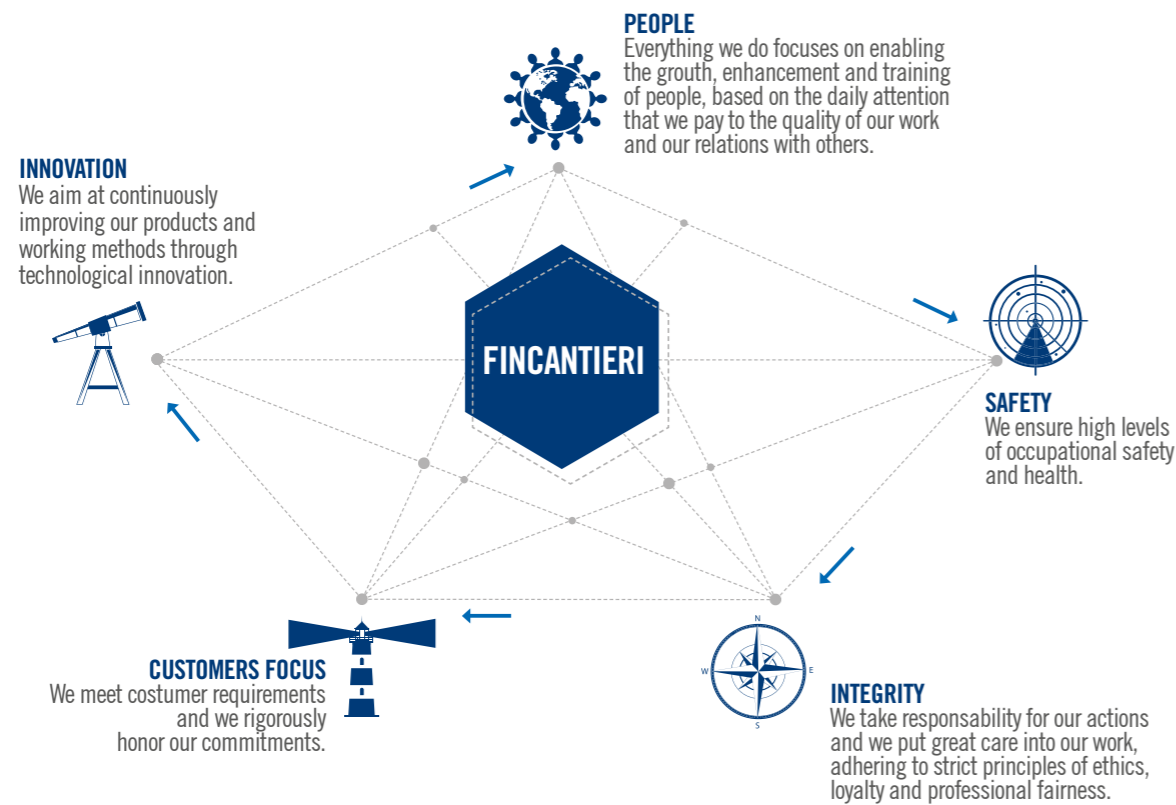 PEOPLE
Everything we do focuses on enabling
the grouth, enhancement and training
of people, based on the daily attention
that we pay to the quality of our work
and our relations with others.
INNOVATION
We aim at continuously
improving our products and
working methods through
technological innovation.
FINCANTIERI
SAFETY
We ensure high levels
of occupational safety
and health.
CUSTOMERS FOCUS
We meet costumer requirements
and we rigorously
honor our commitments.
N
W
E
S
INTEGRITY
We take responsability for our actions
and we put great care into our work,
adhering to strict principles of ethics,
loyalty and professional fairness.